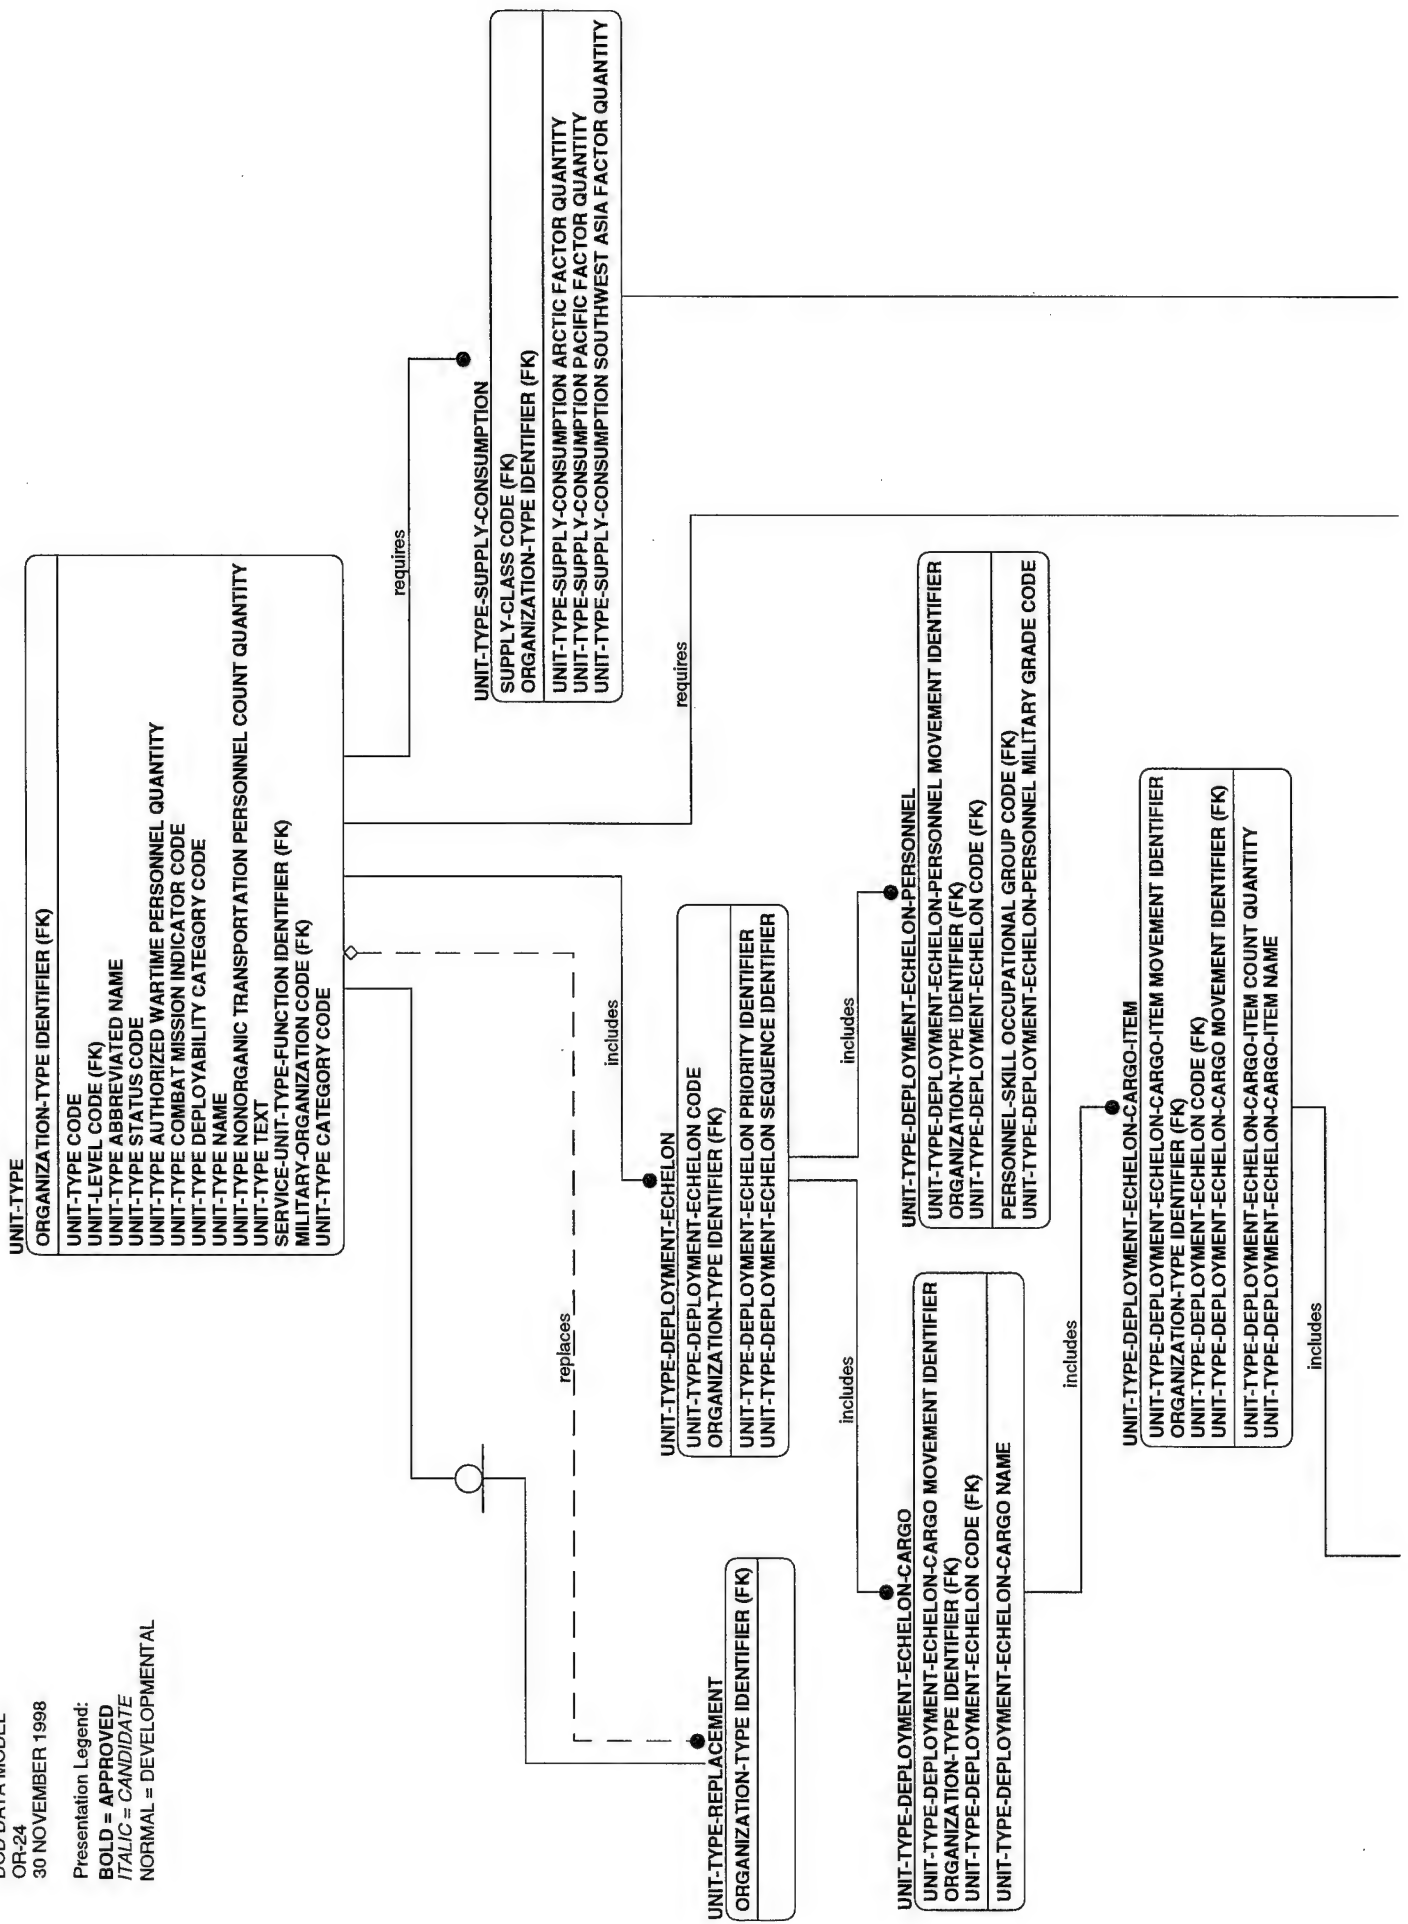 DOD DATA MODEL
OR-24
30 NOVEMBER 1998
Presentation Legend:
BOLD = APPROVED
ITALIC = CANDIDATE
NORMAL = DEVELOPMENTAL
UNIT-TYPE
ORGANIZATION-TYPE IDENTIFIER (FK)
UNIT-TYPE CODE
UNIT-LEVEL CODE (FK)
UNIT-TYPE ABBREVIATED NAME
UNIT-TYPE STATUS CODE
UNIT-TYPE AUTHORIZED WARTIME PERSONNEL QUANTITY
UNIT-TYPE COMBAT MISSION INDICATOR CODE
UNIT-TYPE DEPLOYABILITY CATEGORY CODE
UNIT-TYPE NAME
UNIT-TYPE NONORGANIC TRANSPORTATION PERSONNEL COUNT QUANTITY
UNIT-TYPE TEXT
SERVICE-UNIT-TYPE-FUNCTION IDENTIFIER (FK)
MILITARY-ORGANIZATION CODE (FK)
UNIT-TYPE CATEGORY CODE
requires
UNIT-TYPE-SUPPLY-CONSUMPTION
SUPPLY-CLASS CODE (FK)
ORGANIZATION-TYPE IDENTIFIER (FK)
UNIT-TYPE-SUPPLY-CONSUMPTION ARCTIC FACTOR QUANTITY
UNIT-TYPE-SUPPLY-CONSUMPTION PACIFIC FACTOR QUANTITY
UNIT-TYPE-SUPPLY-CONSUMPTION SOUTHWEST ASIA FACTOR QUANTITY
replaces
includes
requires
UNIT-TYPE-REPLACEMENT
ORGANIZATION-TYPE IDENTIFIER (FK)
UNIT-TYPE-DEPLOYMENT-ECHELON
UNIT-TYPE-DEPLOYMENT-ECHELON CODE
ORGANIZATION-TYPE IDENTIFIER (FK)
UNIT-TYPE-DEPLOYMENT-ECHELON PRIORITY IDENTIFIER
UNIT-TYPE-DEPLOYMENT-ECHELON SEQUENCE IDENTIFIER
includes
includes
UNIT-TYPE-DEPLOYMENT-ECHELON-CARGO
UNIT-TYPE-DEPLOYMENT-ECHELON-CARGO MOVEMENT IDENTIFIER
ORGANIZATION-TYPE IDENTIFIER (FK)
UNIT-TYPE-DEPLOYMENT-ECHELON CODE (FK)
UNIT-TYPE-DEPLOYMENT-ECHELON-CARGO NAME
UNIT-TYPE-DEPLOYMENT-ECHELON-PERSONNEL
UNIT-TYPE-DEPLOYMENT-ECHELON-PERSONNEL MOVEMENT IDENTIFIER
ORGANIZATION-TYPE IDENTIFIER (FK)
UNIT-TYPE-DEPLOYMENT-ECHELON CODE (FK)
PERSONNEL-SKILL OCCUPATIONAL GROUP CODE (FK)
UNIT-TYPE-DEPLOYMENT-ECHELON-PERSONNEL MILITARY GRADE CODE
includes
UNIT-TYPE-DEPLOYMENT-ECHELON-CARGO-ITEM
UNIT-TYPE-DEPLOYMENT-ECHELON-CARGO-ITEM MOVEMENT IDENTIFIER
ORGANIZATION-TYPE IDENTIFIER (FK)
UNIT-TYPE-DEPLOYMENT-ECHELON CODE (FK)
UNIT-TYPE-DEPLOYMENT-ECHELON-CARGO MOVEMENT IDENTIFIER (FK)
UNIT-TYPE-DEPLOYMENT-ECHELON-CARGO-ITEM COUNT QUANTITY
UNIT-TYPE-DEPLOYMENT-ECHELON-CARGO-ITEM NAME
includes